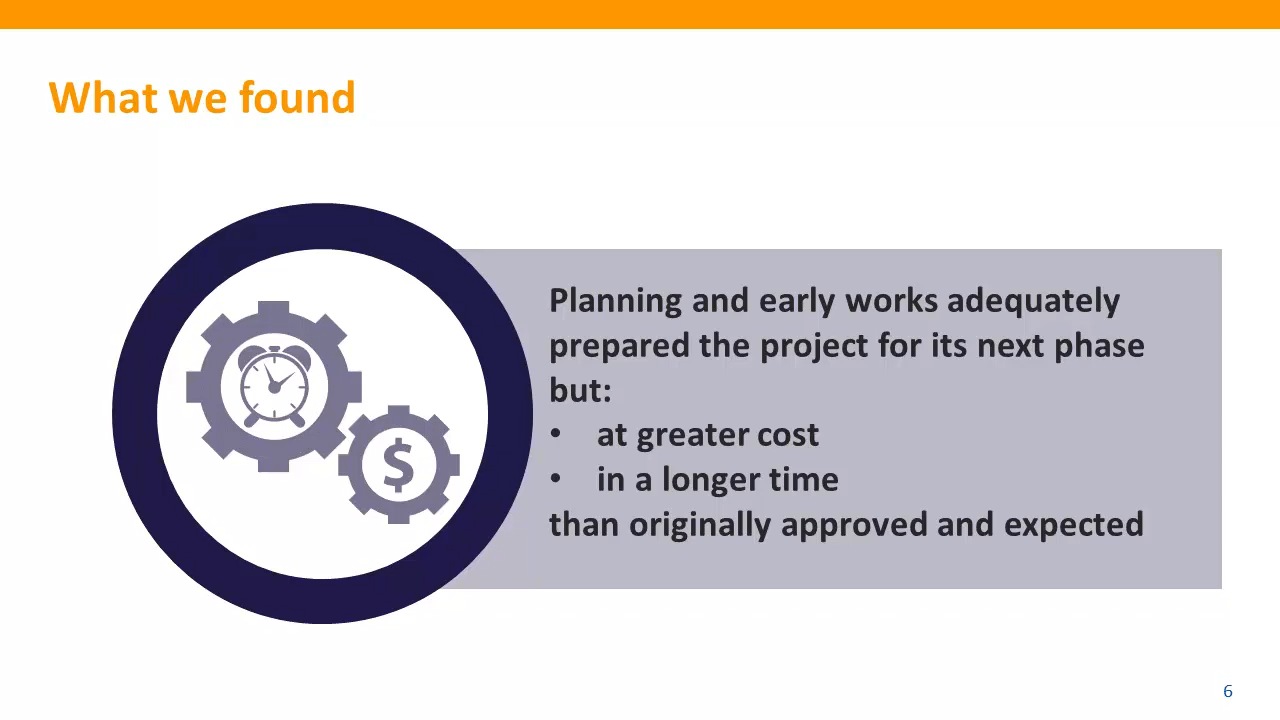 What we found
Planning and early works adequately
prepared the project for its next phase
but:
• at greater cost
• in a longer time
than originally approved and expected
$
6